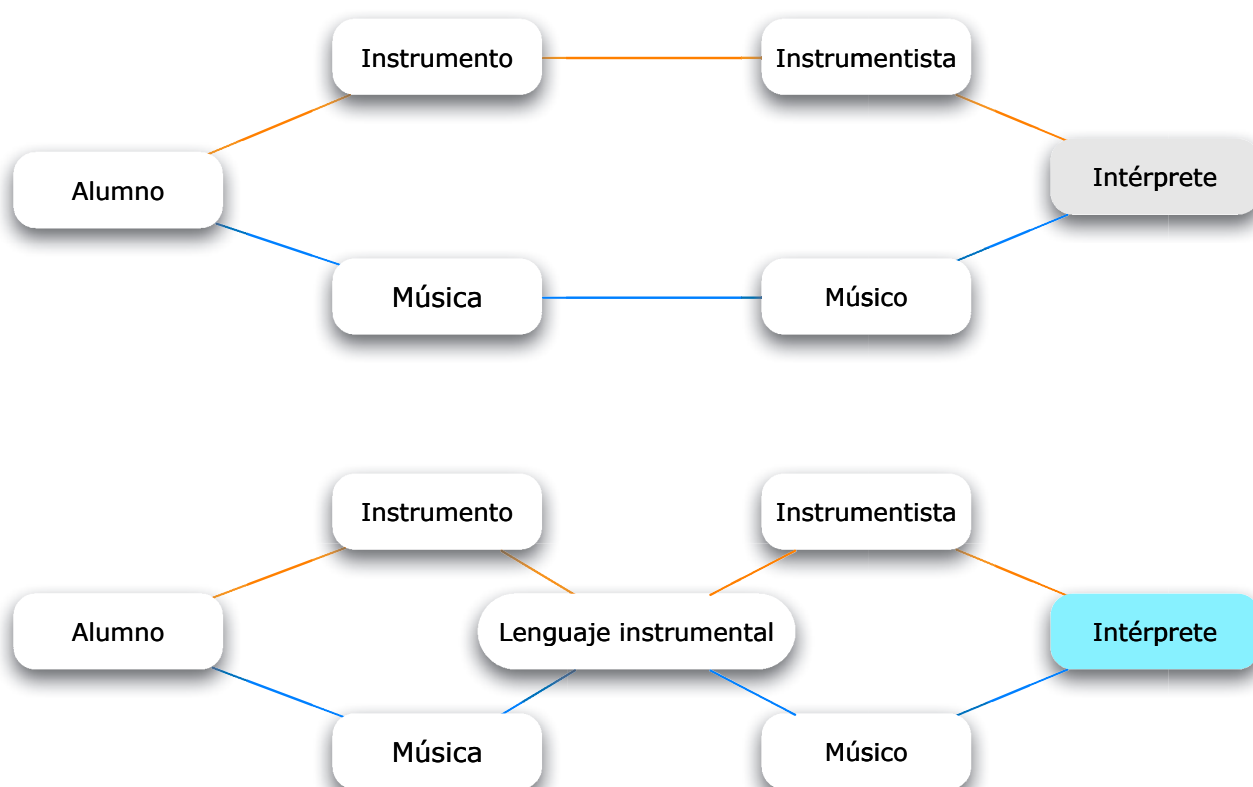 Instrumento
Instrumentista
Alumno
Intérprete
Música
Músico
Instrumento
Instrumentista
Alumno
Lenguaje instrumental
Intérprete
Música
Músico